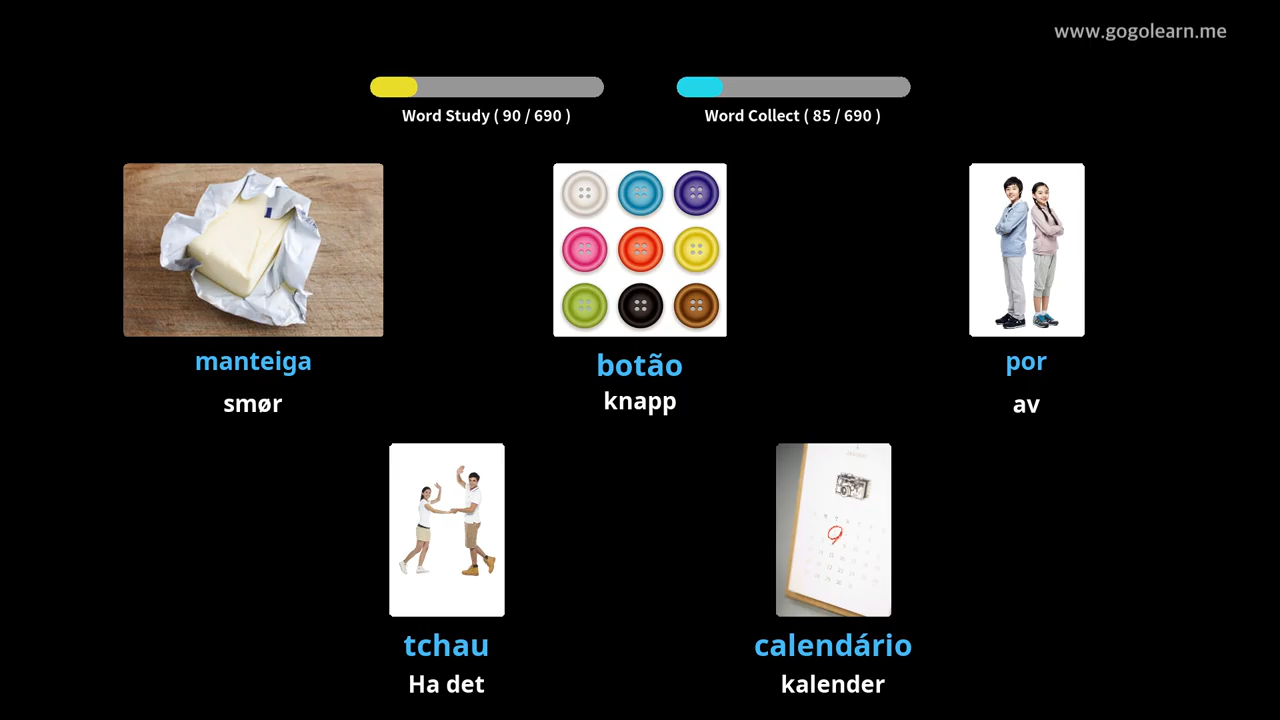 www.gogolearn.me
Word Study ( 90 / 690 )
Word Collect ( 85 / 690 )
manteiga
smør
botão
knapp
por
av
tchau
Ha det
calendário
kalender